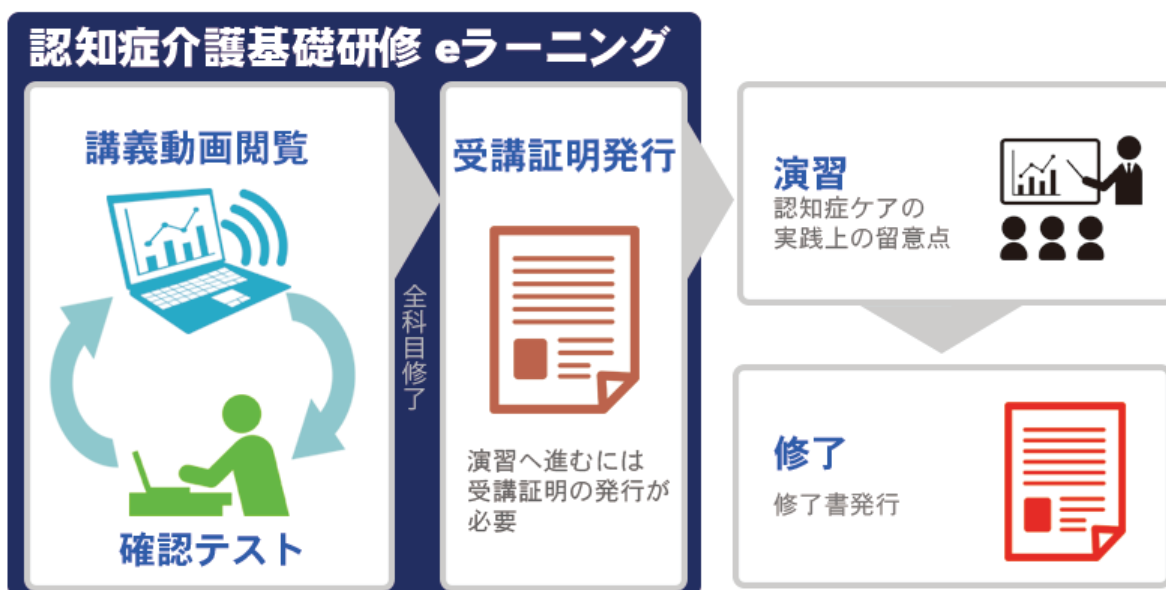 認知症介護基礎研修 eラーニング
講義動画閲覧
確認テスト
全科目修了
受講証明発行
演習へ進むには
受講証明の発行が
必要
演習
認知症ケアの
実践上の留意点
修了
修了書発行